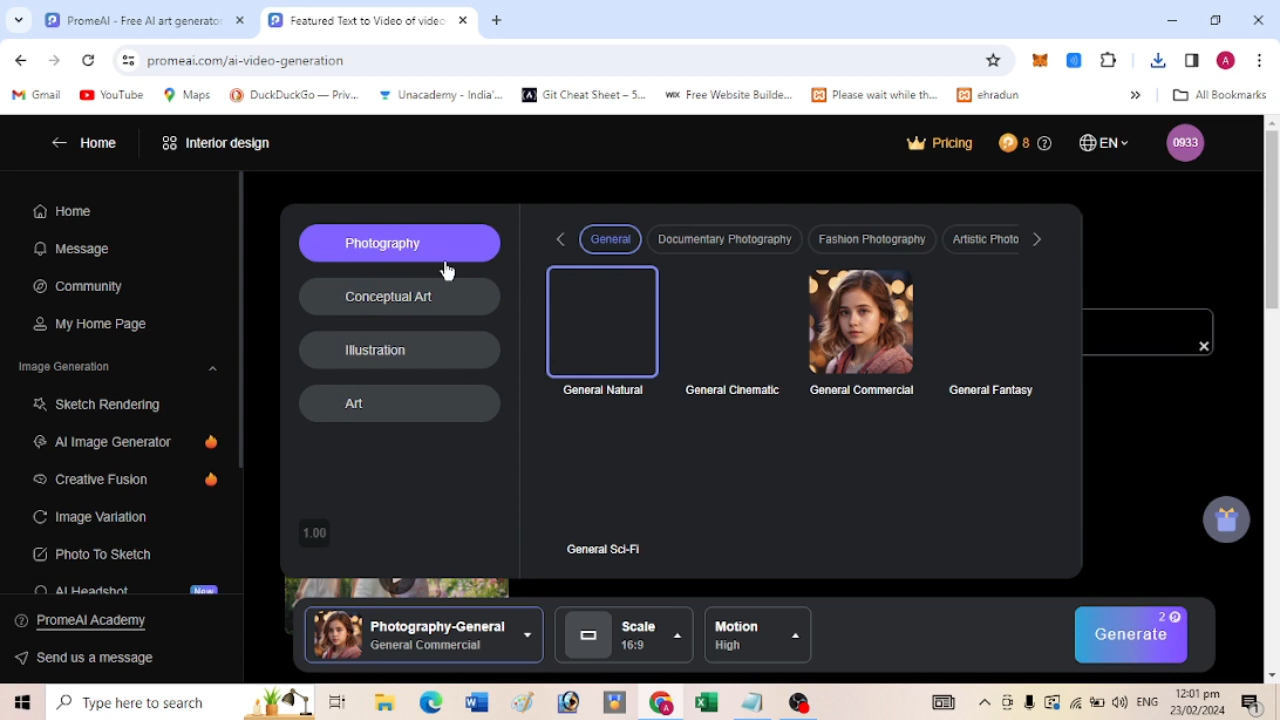 PromeAI - Free AI art generator
Featured Text to Video of video
promeai.com/ai-video-generation
A
Gmail
YouTube
Maps
DuckDuckGo — Priv...
Unacademy - India'...
Git Cheat Sheet – 5...
WIX Free Website Builde...
Please wait while th...
ehradun
All Bookmarks
Home
Interior design
Pricing
8
EN
0933
Home
Message
Community
My Home Page
Image Generation
Sketch Rendering
AI Image Generator
Creative Fusion
Image Variation
Photo To Sketch
AI Headshot
New
PromeAI Academy
Send us a message
Photography
Conceptual Art
Illustration
Art
1.00
General
Documentary Photography
Fashion Photography
Artistic Photo
General Natural
General Cinematic
General Commercial
General Fantasy
General Sci-Fi
Photography-General
General Commercial
Scale
16:9
Motion
High
2
Generate
Type here to search
ENG
12:01 pm
23/02/2024
1